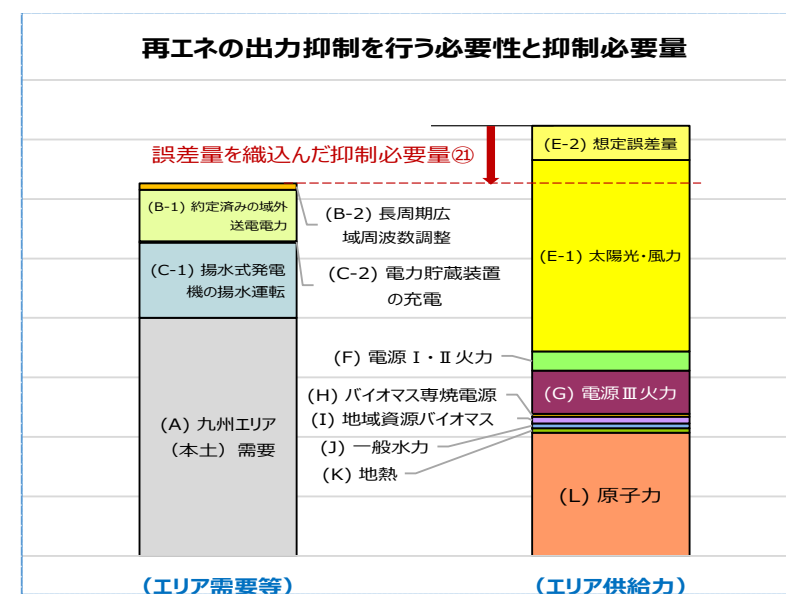 再エネの出力抑制を行う必要性と抑制必要量
誤差量を織込んだ抑制必要量㉑
(B-1) 約定済みの域外
送電電力
(B-2) 長周期広
域周波数調整
(C-1) 揚水式発電
機の揚水運転
(C-2) 電力貯蔵装置
の充電
(A) 九州エリア
（本土）需要
(E-2) 想定誤差量
(E-1) 太陽光・風力
(F) 電源Ⅰ・Ⅱ火力
(G) 電源Ⅲ火力
(H) バイオマス専焼電源
(I) 地域資源バイオマス
(J) 一般水力
(K) 地熱
(L) 原子力
（エリア需要等）
（エリア供給力）